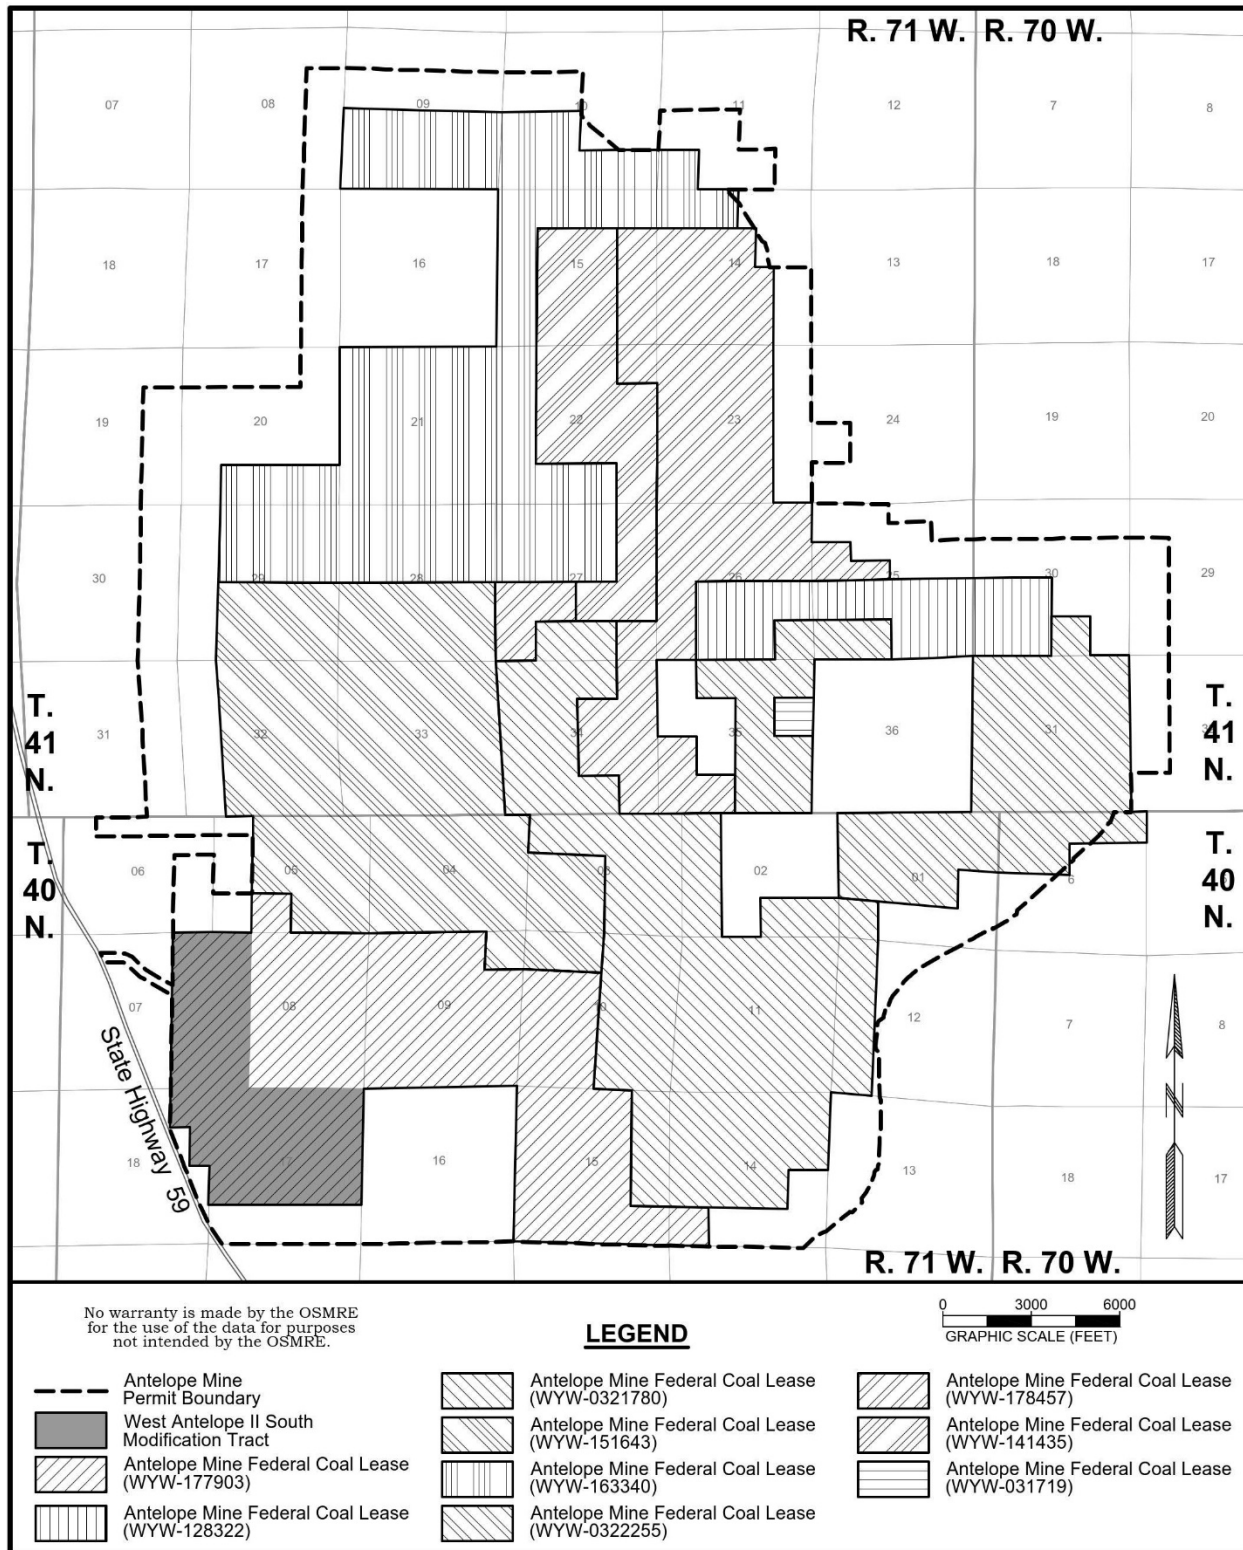 R. 71 W. R. 70 W.
07 08 09 10 11 12 7 8
18 17 16 15 14 13 18 17
19 20 21 22 23 24 19 20
30 29 28 27 26 25 30 29
T.
41
N.
31 32 33 34 35 36 31
T.
41
N.
T.
40
N.
06 05 04 03 02 01 6
T.
40
N.
07 08 09 10 11 12 7 8
State Highway 59
18 17 16 15 14 13 18 17
R. 71 W. R. 70 W.
N
No warranty is made by the OSMRE
for the use of the data for purposes
not intended by the OSMRE.
LEGEND
0 3000 6000
GRAPHIC SCALE (FEET)
Antelope Mine
Permit Boundary
West Antelope II South
Modification Tract
Antelope Mine Federal Coal Lease
(WYW-177903)
Antelope Mine Federal Coal Lease
(WYW-128322)
Antelope Mine Federal Coal Lease
(WYW-0321780)
Antelope Mine Federal Coal Lease
(WYW-151643)
Antelope Mine Federal Coal Lease
(WYW-163340)
Antelope Mine Federal Coal Lease
(WYW-0322255)
Antelope Mine Federal Coal Lease
(WYW-178457)
Antelope Mine Federal Coal Lease
(WYW-141435)
Antelope Mine Federal Coal Lease
(WYW-031719)